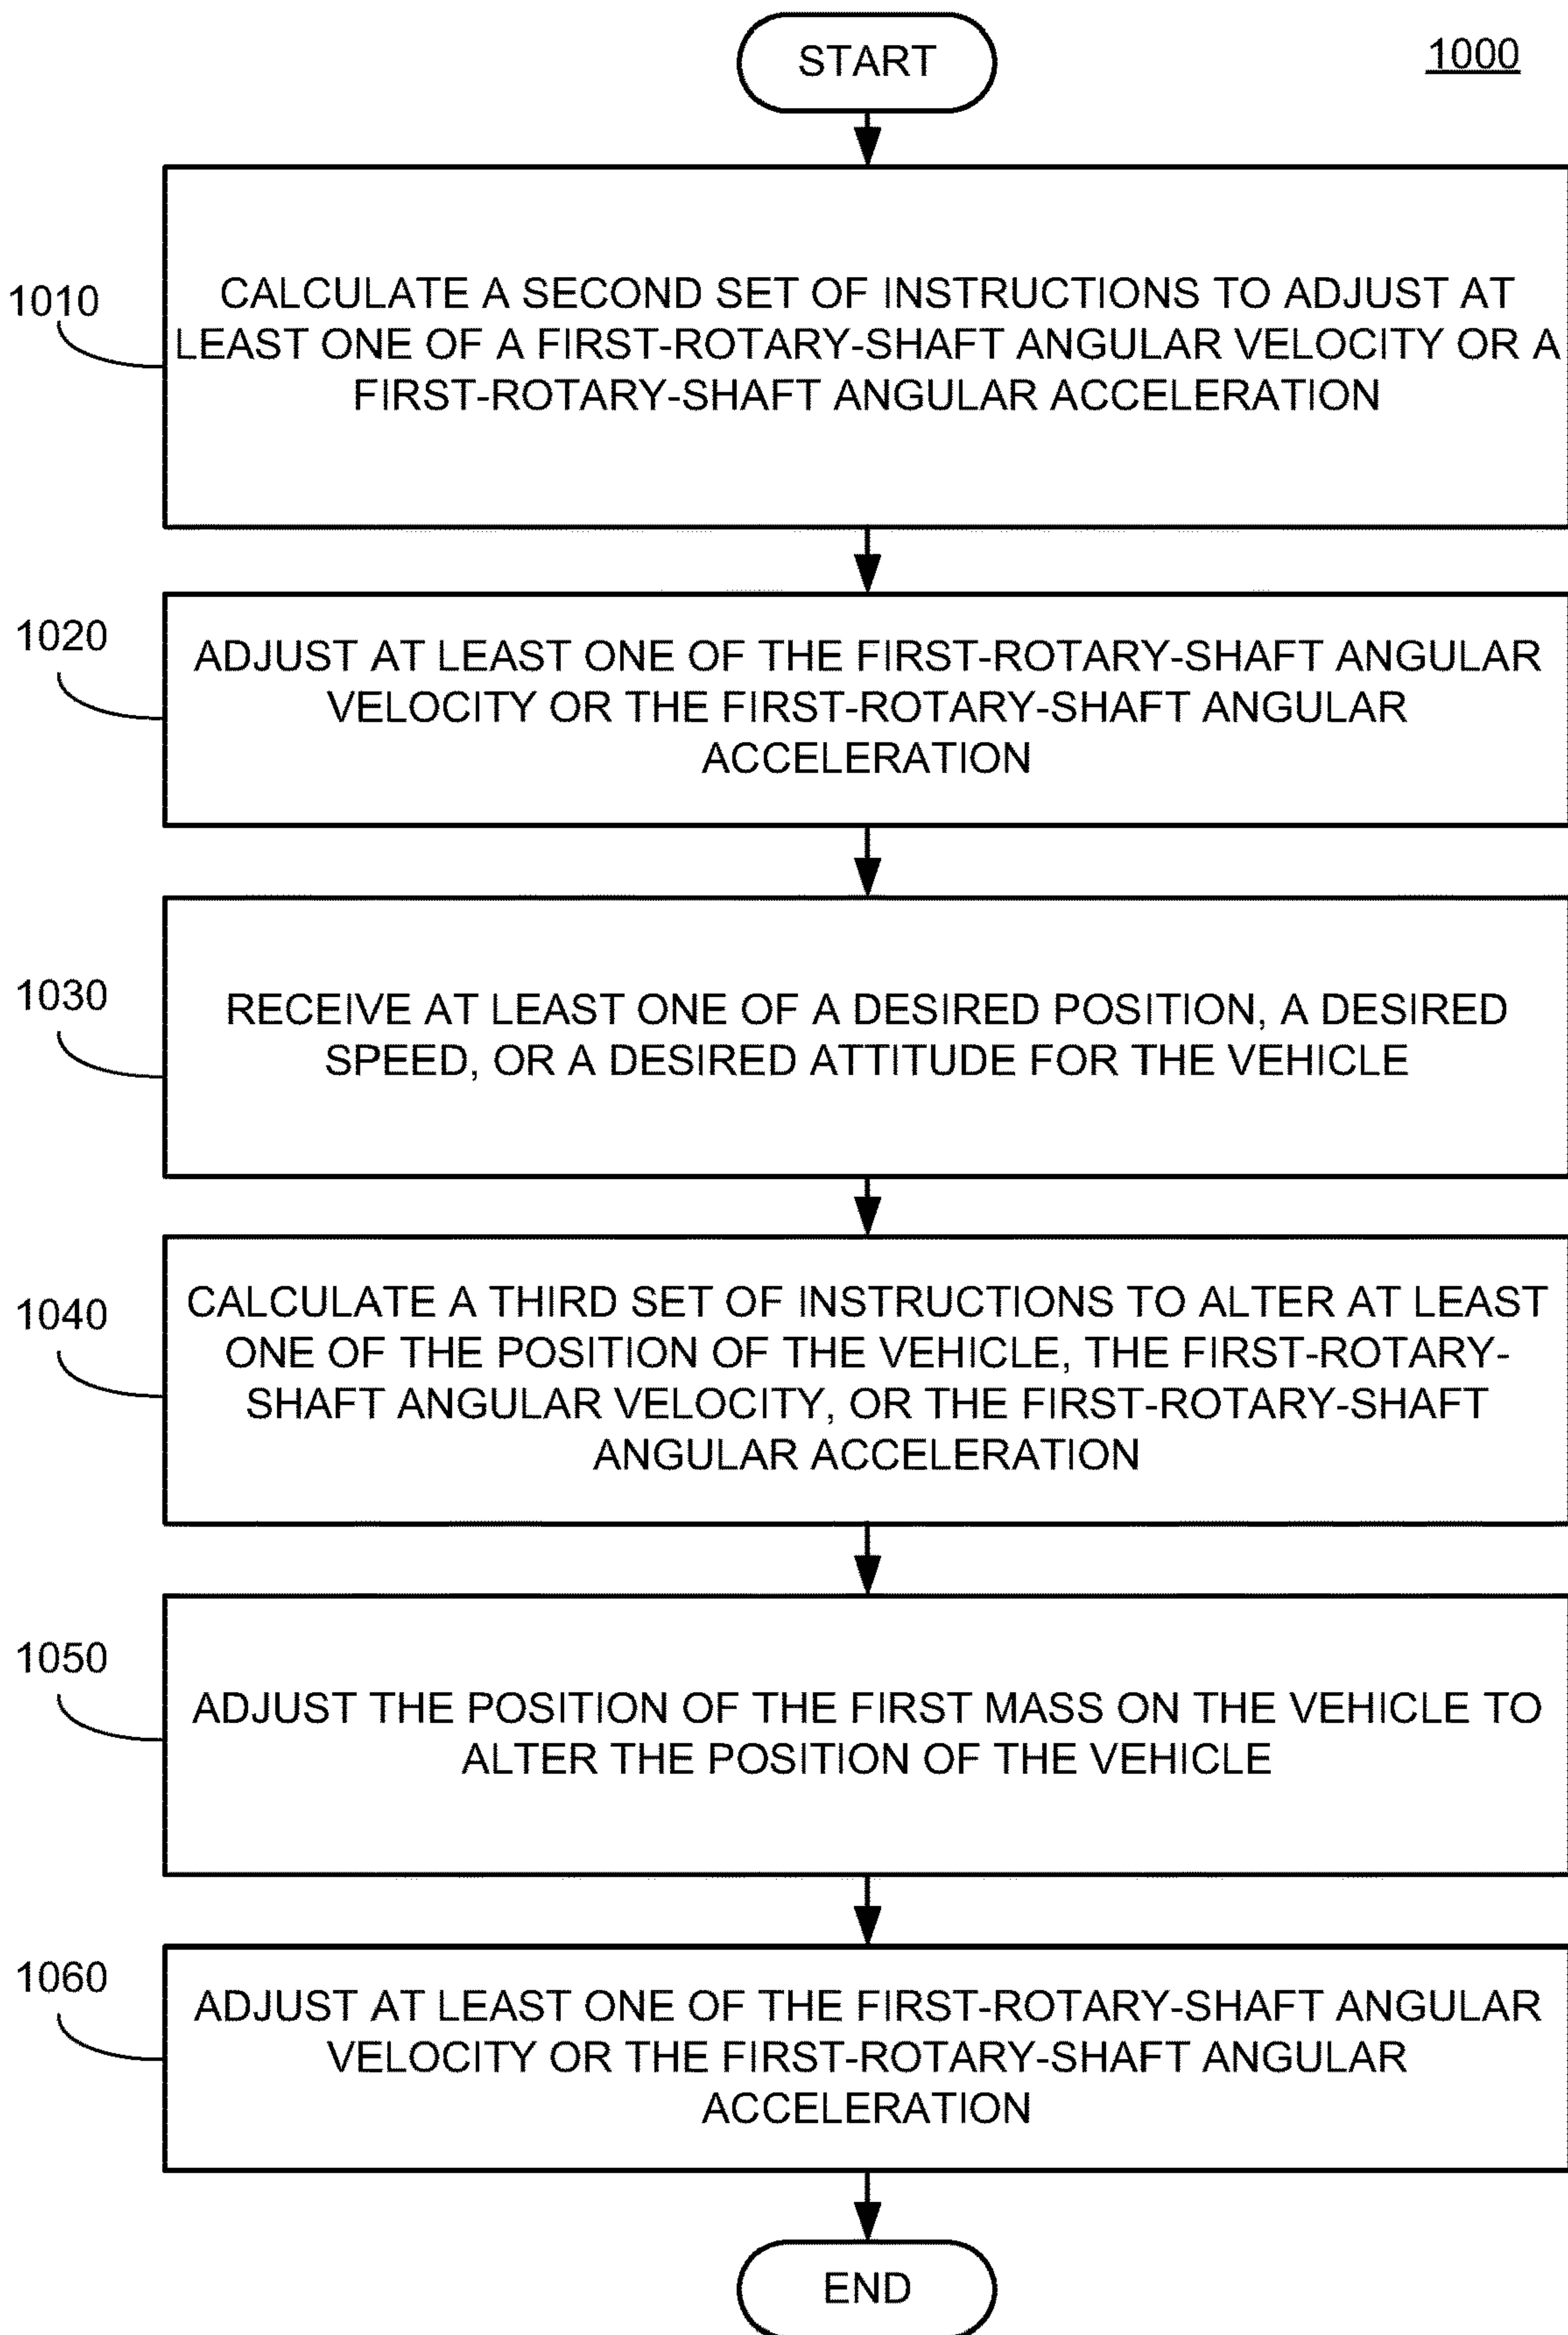 START
1000
1010
CALCULATE A SECOND SET OF INSTRUCTIONS TO ADJUST AT
LEAST ONE OF A FIRST-ROTARY-SHAFT ANGULAR VELOCITY OR A
FIRST-ROTARY-SHAFT ANGULAR ACCELERATION
1020
ADJUST AT LEAST ONE OF THE FIRST-ROTARY-SHAFT ANGULAR
VELOCITY OR THE FIRST-ROTARY-SHAFT ANGULAR
ACCELERATION
1030
RECEIVE AT LEAST ONE OF A DESIRED POSITION, A DESIRED
SPEED, OR A DESIRED ATTITUDE FOR THE VEHICLE
1040
CALCULATE A THIRD SET OF INSTRUCTIONS TO ALTER AT LEAST
ONE OF THE POSITION OF THE VEHICLE, THE FIRST-ROTARY-
SHAFT ANGULAR VELOCITY, OR THE FIRST-ROTARY-SHAFT
ANGULAR ACCELERATION
1050
ADJUST THE POSITION OF THE FIRST MASS ON THE VEHICLE TO
ALTER THE POSITION OF THE VEHICLE
1060
ADJUST AT LEAST ONE OF THE FIRST-ROTARY-SHAFT ANGULAR
VELOCITY OR THE FIRST-ROTARY-SHAFT ANGULAR
ACCELERATION
END